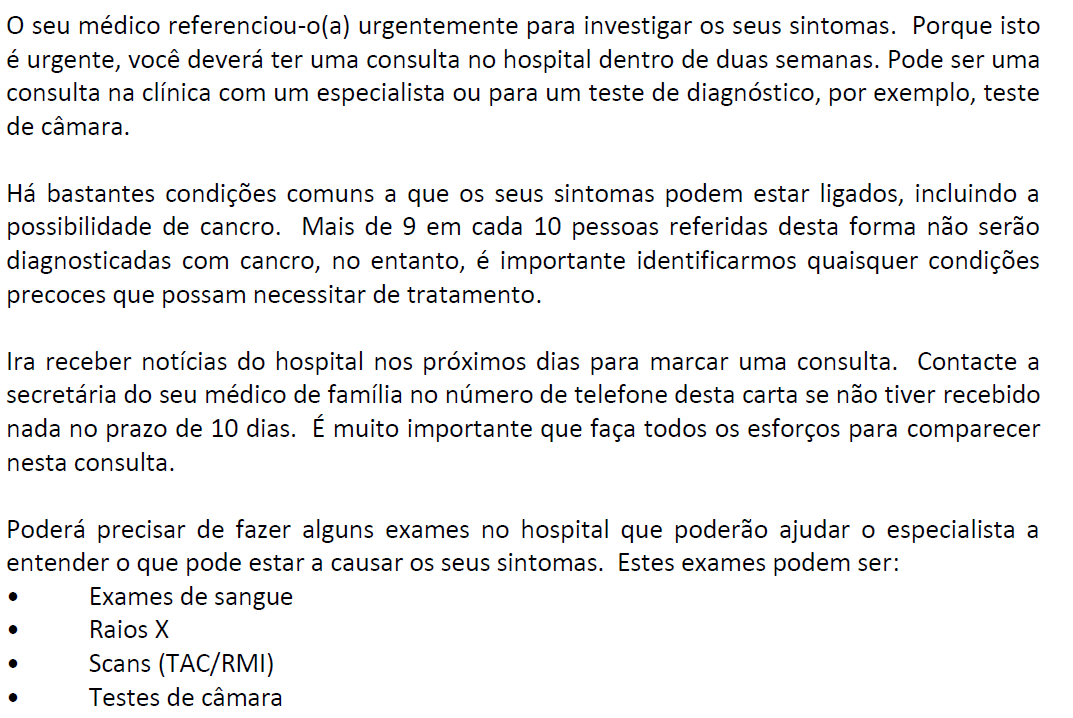 O seu médico referenciou-o(a) urgentemente para investigar os seus sintomas.  Porque isto
é urgente, você deverá ter uma consulta no hospital dentro de duas semanas. Pode ser uma
consulta na clínica com um especialista ou para um teste de diagnóstico, por exemplo, teste
de câmara.
Há bastantes condições comuns a que os seus sintomas podem estar ligados, incluindo a
possibilidade de cancro.  Mais de 9 em cada 10 pessoas referidas desta forma não serão
diagnosticadas com cancro, no entanto, é importante identificarmos quaisquer condições
precoces que possam necessitar de tratamento.
Ira receber notícias do hospital nos próximos dias para marcar uma consulta.  Contacte a
secretária do seu médico de família no número de telefone desta carta se não tiver recebido
nada no prazo de 10 dias.  É muito importante que faça todos os esforços para comparecer
nesta consulta.
Poderá precisar de fazer alguns exames no hospital que poderão ajudar o especialista a
entender o que pode estar a causar os seus sintomas.  Estes exames podem ser:
• Exames de sangue
• Raios X
• Scans (TAC/RMI)
• Testes de câmara